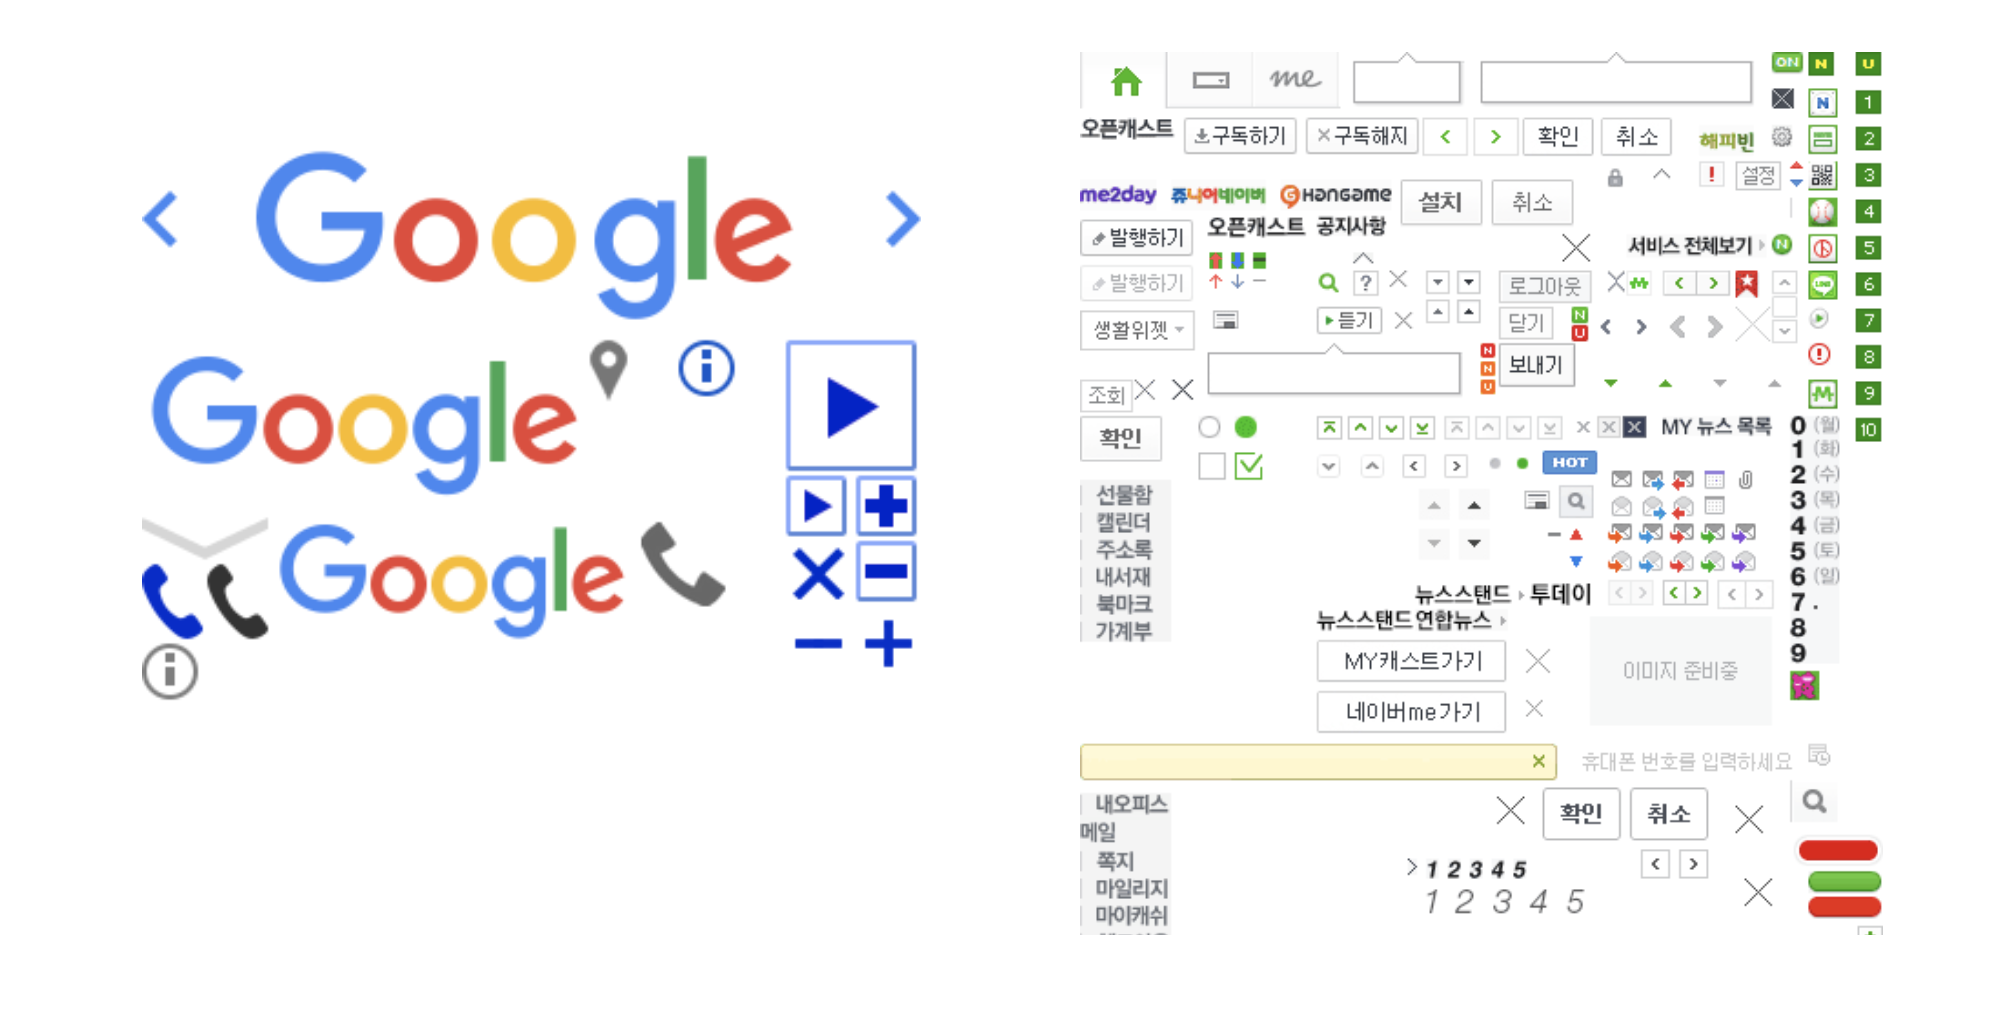 Google
Google
Google
me
ON
N
U
오픈캐스트
구독하기
구독해지
확인
취소
해피빈
N
1
2
me2day
쥬니어네이버
Hangame
설치
취소
!
설정
3
4
발행하기
오픈캐스트
공지사항
서비스 전체보기
N
5
발행하기
?
로그아웃
LINE
6
생활위젯
듣기
닫기
N
U
7
N
N
U
보내기
!
8
조회
9
확인
MY 뉴스 목록
10
HOT
0 (월)
1 (화)
2 (수)
3 (목)
4 (금)
5 (토)
6 (일)
7 .
8
9
선물함
캘린더
주소록
내서재
북마크
가계부
뉴스스탠드
투데이
뉴스스탠드
연합뉴스
MY캐스트가기
이미지 준비중
네이버me가기
휴대폰 번호를 입력하세요
내오피스
메일
쪽지
마일리지
마이캐쉬
확인
취소
1 2 3 4 5
1 2 3 4 5